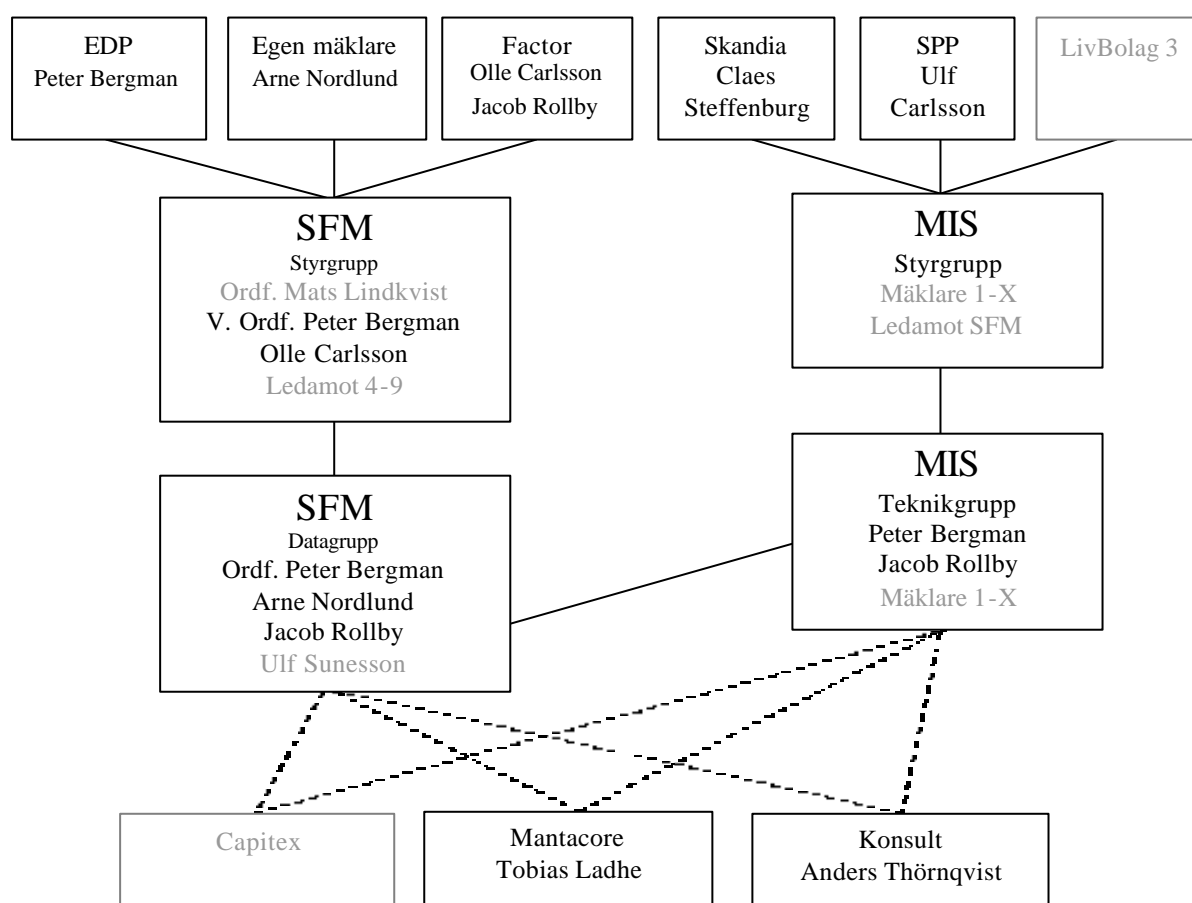 EDP
Peter Bergman
Egen mäklare
Arne Nordlund
Factor
Olle Carlsson
Jacob Rollby
Skandia
Claes
Steffenburg
SPP
Ulf
Carlsson
LivBolag 3
SFM
Styrgrupp
Ordf. Mats Lindkvist
V. Ordf. Peter Bergman
Olle Carlsson
Ledamot 4-9
MIS
Styrgrupp
Mäklare 1-X
Ledamot SFM
SFM
Datagrupp
Ordf. Peter Bergman
Arne Nordlund
Jacob Rollby
Ulf Sunesson
MIS
Teknikgrupp
Peter Bergman
Jacob Rollby
Mäklare 1-X
Capitex
Mantacore
Tobias Ladhe
Konsult
Anders Thörnqvist